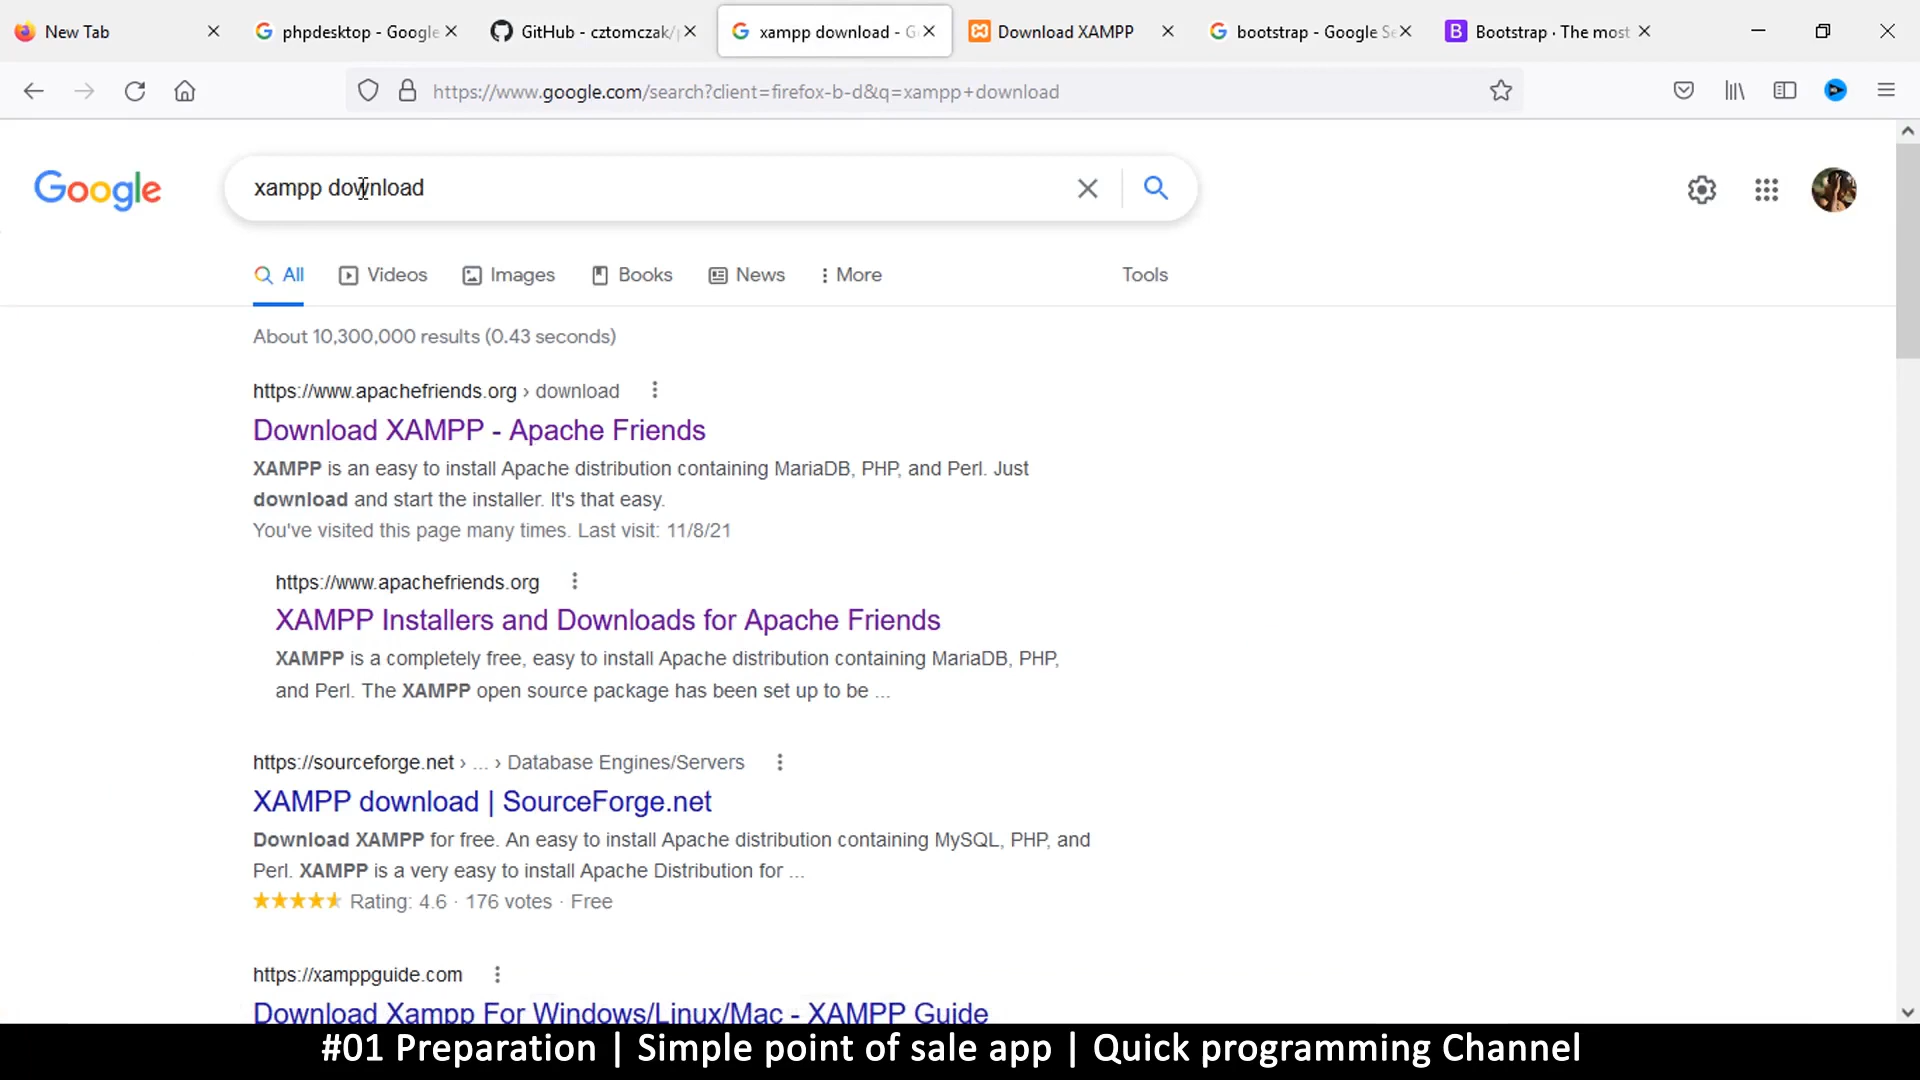 New Tab
phpdesktop - Google
GitHub - cztomczak/
xampp download - G
Download XAMPP
bootstrap - Google Se
Bootstrap · The most
https://www.google.com/search?client=firefox-b-d&q=xampp+download
Google
xampp download
All
Videos
Images
Books
News
More
Tools
About 10,300,000 results (0.43 seconds)
https://www.apachefriends.org › download
Download XAMPP - Apache Friends
XAMPP is an easy to install Apache distribution containing MariaDB, PHP, and Perl. Just
download and start the installer. It's that easy.
You've visited this page many times. Last visit: 11/8/21
https://www.apachefriends.org
XAMPP Installers and Downloads for Apache Friends
XAMPP is a completely free, easy to install Apache distribution containing MariaDB, PHP,
and Perl. The XAMPP open source package has been set up to be ...
https://sourceforge.net › ... › Database Engines/Servers
XAMPP download | SourceForge.net
Download XAMPP for free. An easy to install Apache distribution containing MySQL, PHP, and
Perl. XAMPP is a very easy to install Apache Distribution for ...
Rating: 4.6 · 176 votes · Free
https://xamppguide.com
Download Xampp For Windows/Linux/Mac - XAMPP Guide
#01 Preparation | Simple point of sale app | Quick programming Channel